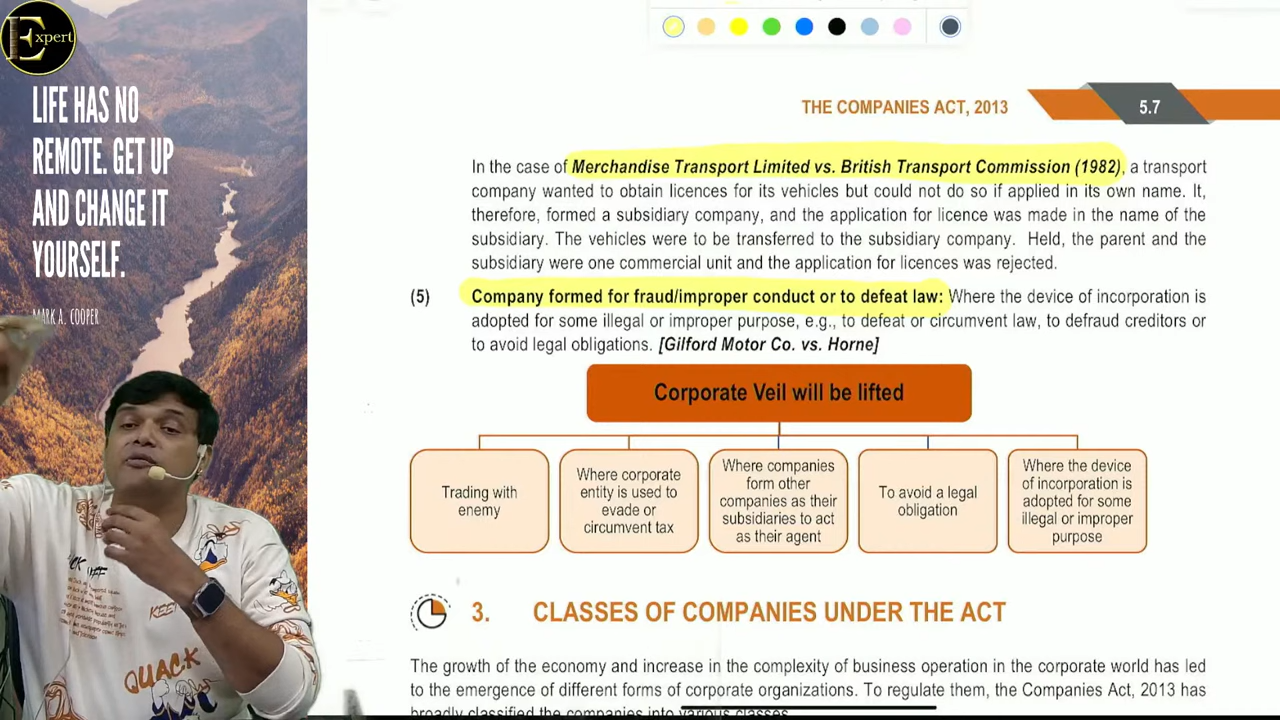 Expert
LIFE HAS NO
REMOTE. GET UP
AND CHANGE IT
YOURSELF.
MARK A. COOPER
THE COMPANIES ACT, 2013
5.7
In the case of Merchandise Transport Limited vs. British Transport Commission (1982), a transport
company wanted to obtain licences for its vehicles but could not do so if applied in its own name. It,
therefore, formed a subsidiary company, and the application for licence was made in the name of the
subsidiary. The vehicles were to be transferred to the subsidiary company. Held, the parent and the
subsidiary were one commercial unit and the application for licences was rejected.
(5) Company formed for fraud/improper conduct or to defeat law: Where the device of incorporation is
adopted for some illegal or improper purpose, e.g., to defeat or circumvent law, to defraud creditors or
to avoid legal obligations. [Gilford Motor Co. vs. Horne]
Corporate Veil will be lifted
Trading with
enemy
Where corporate
entity is used to
evade or
circumvent tax
Where companies
form other
companies as their
subsidiaries to act
as their agent
To avoid a legal
obligation
Where the device
of incorporation is
adopted for some
illegal or improper
purpose
3. CLASSES OF COMPANIES UNDER THE ACT
The growth of the economy and increase in the complexity of business operation in the corporate world has led
to the emergence of different forms of corporate organizations. To regulate them, the Companies Act, 2013 has
broadly classified the companies into various classes.
QUACK